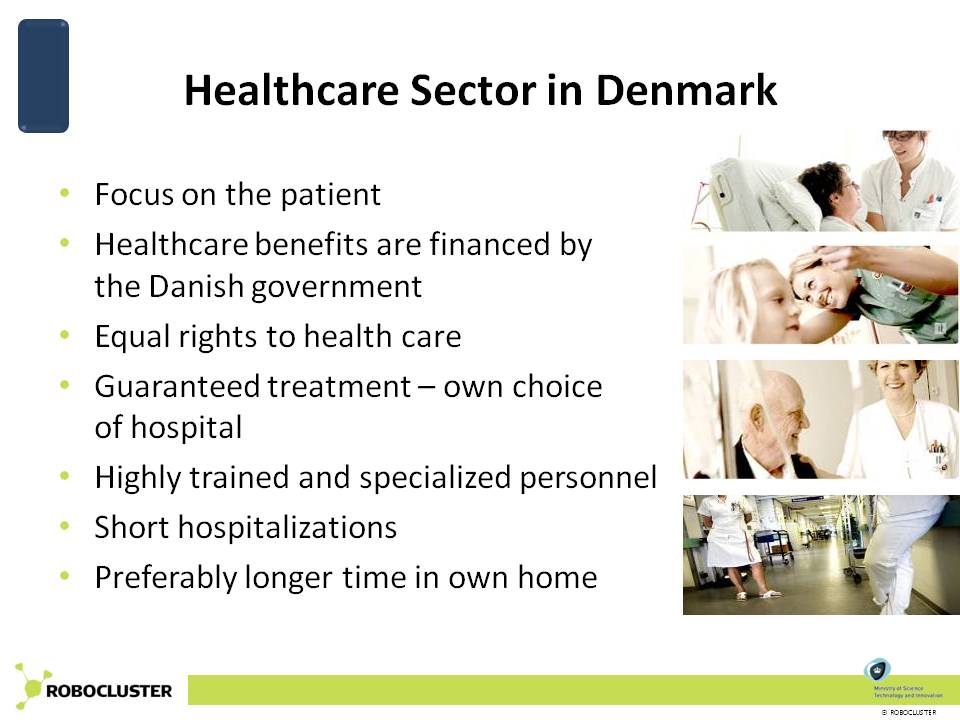 Healthcare Sector in Denmark
• Focus on the patient
• Healthcare benefits are financed by
the Danish government
• Equal rights to health care
• Guaranteed treatment – own choice
of hospital
• Highly trained and specialized personnel
• Short hospitalizations
• Preferably longer time in own home
ROBOCLUSTER
Ministry of Science
Technology and Innovation
© ROBOCLUSTER